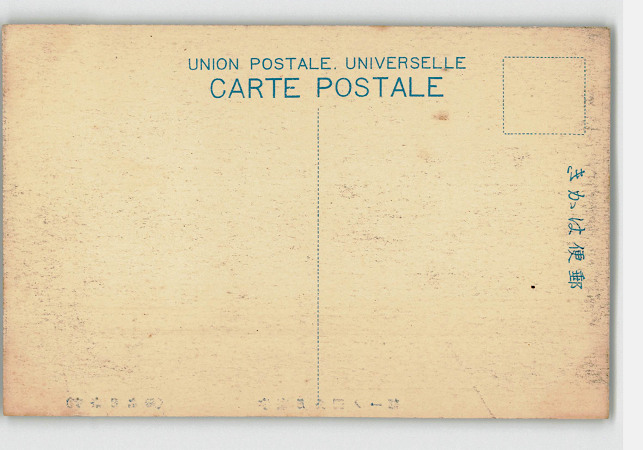 UNION POSTALE. UNIVERSELLE
CARTE POSTALE
きかは便郵